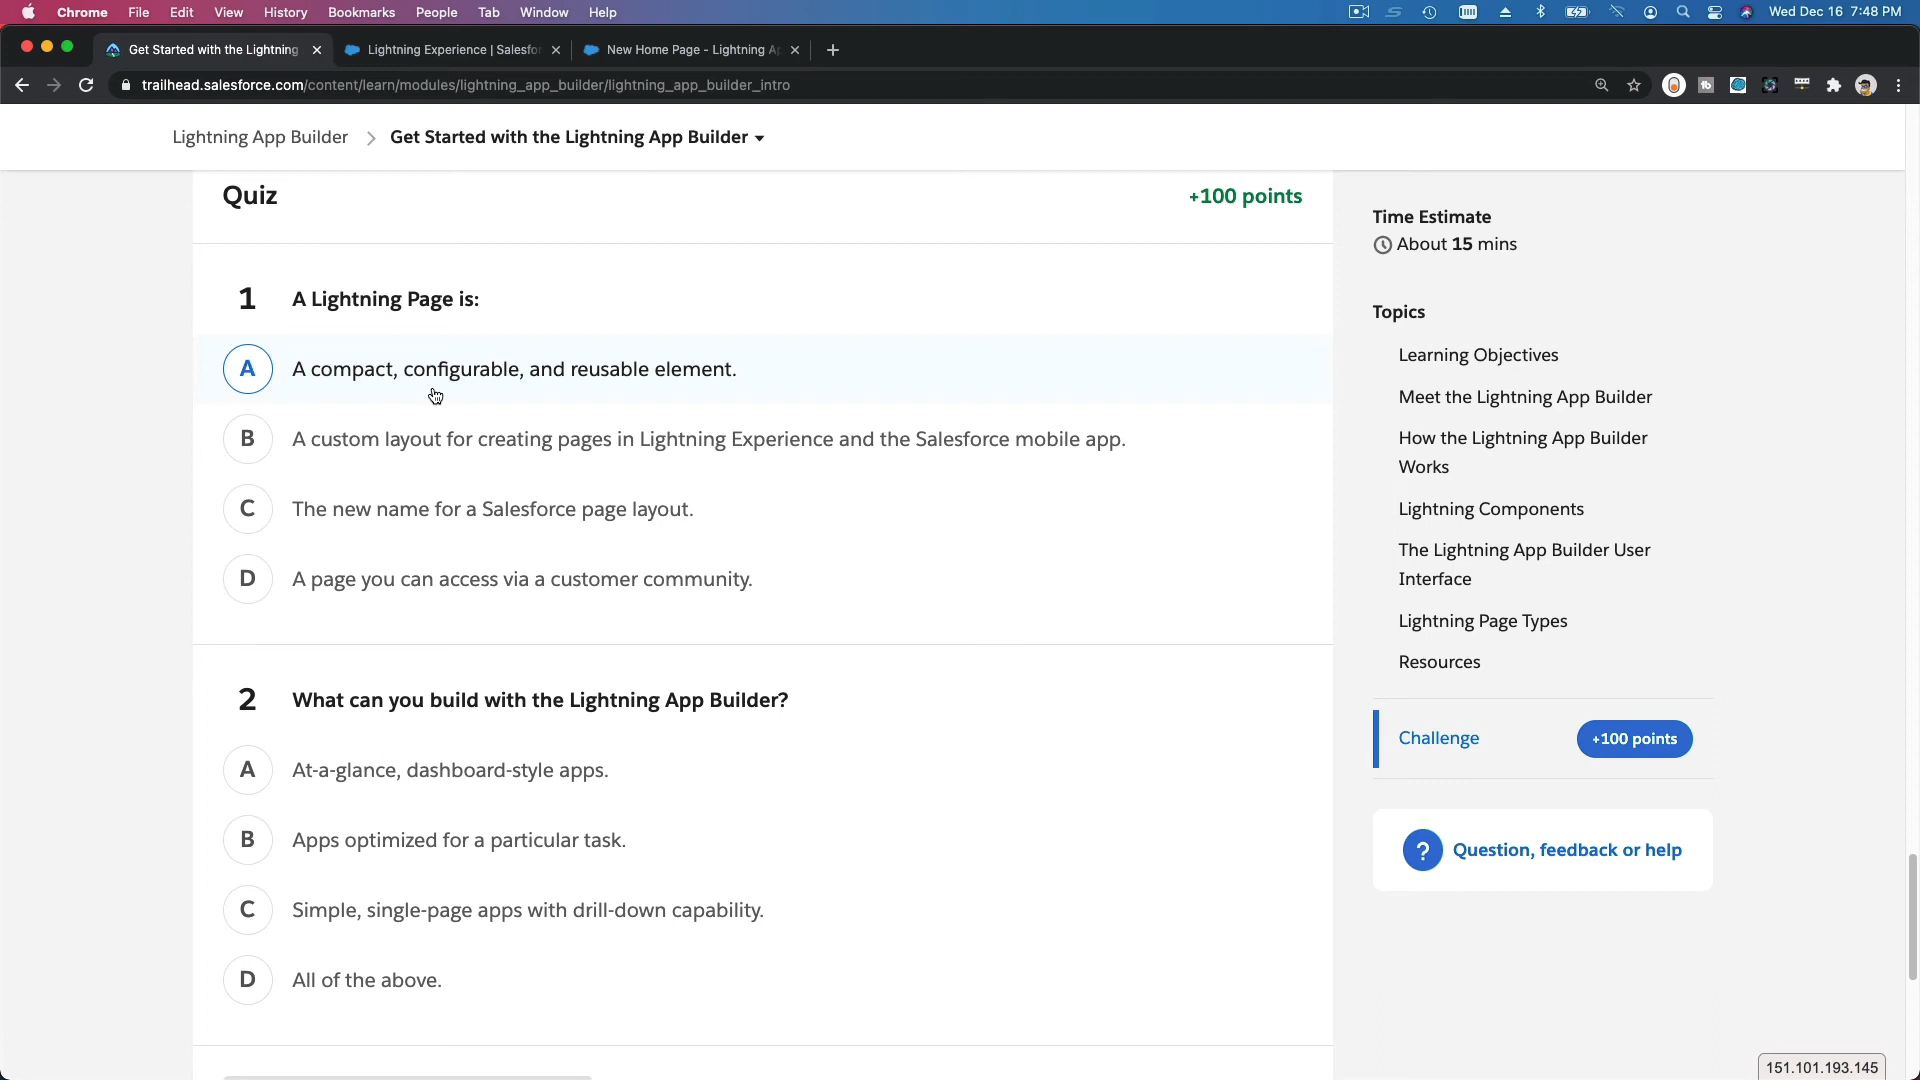 Chrome File Edit View History Bookmarks People Tab Window Help Wed Dec 16 7:48 PM
Get Started with the Lightning Lightning Experience | Salesfor New Home Page - Lightning Ap
trailhead.salesforce.com/content/learn/modules/lightning_app_builder/lightning_app_builder_intro
Lightning App Builder > Get Started with the Lightning App Builder
Quiz
+100 points
1 A Lightning Page is:
A A compact, configurable, and reusable element.
B A custom layout for creating pages in Lightning Experience and the Salesforce mobile app.
C The new name for a Salesforce page layout.
D A page you can access via a customer community.
2 What can you build with the Lightning App Builder?
A At-a-glance, dashboard-style apps.
B Apps optimized for a particular task.
C Simple, single-page apps with drill-down capability.
D All of the above.
Time Estimate
About 15 mins
Topics
Learning Objectives
Meet the Lightning App Builder
How the Lightning App Builder
Works
Lightning Components
The Lightning App Builder User
Interface
Lightning Page Types
Resources
Challenge +100 points
? Question, feedback or help
151.101.193.145